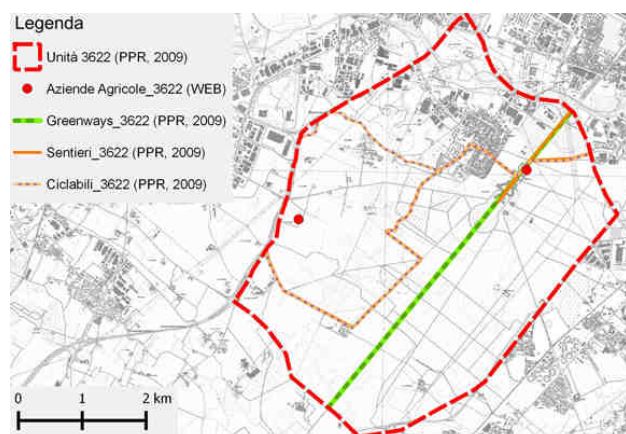 Legenda
Unità 3622 (PPR, 2009)
Aziende Agricole_3622 (WEB)
Greenways_3622 (PPR, 2009)
Sentieri_3622 (PPR, 2009)
Ciclabili_3622 (PPR, 2009)
0 1 2 km